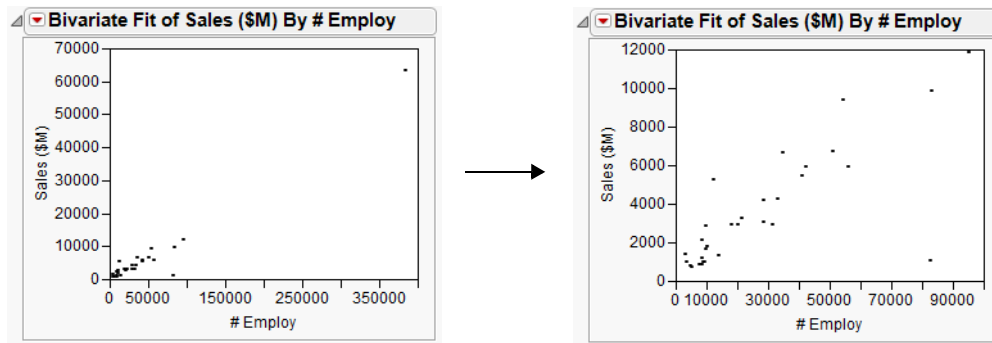 Bivariate Fit of Sales ($M) By # Employ
70000
60000
50000
40000
30000
20000
10000
0
Sales ($M)
0 50000 150000 250000 350000
# Employ
Bivariate Fit of Sales ($M) By # Employ
12000
10000
8000
6000
4000
2000
0
Sales ($M)
0 10000 30000 50000 70000 90000
# Employ